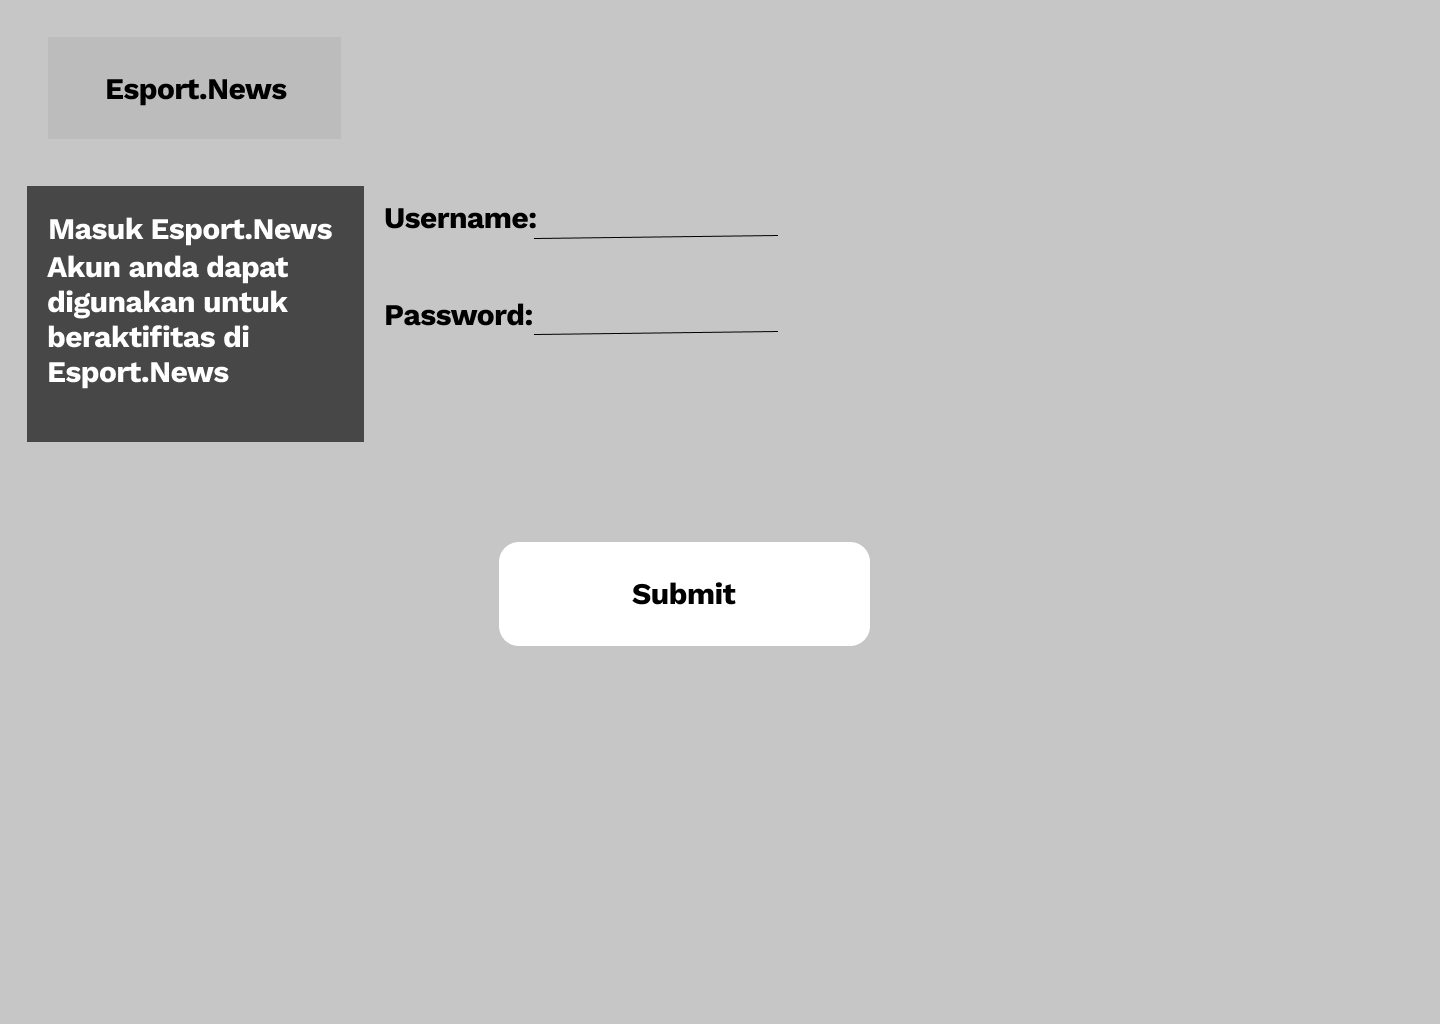 Esport.News
Masuk Esport.News
Akun anda dapat
digunakan untuk
beraktifitas di
Esport.News
Username:
Password:
Submit